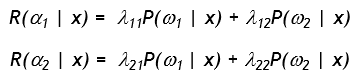 R(α₁ | x) = λ₁₁P(ω₁ | x) + λ₁₂P(ω₂ | x)
R(α₂ | x) = λ₂₁P(ω₁ | x) + λ₂₂P(ω₂ | x)